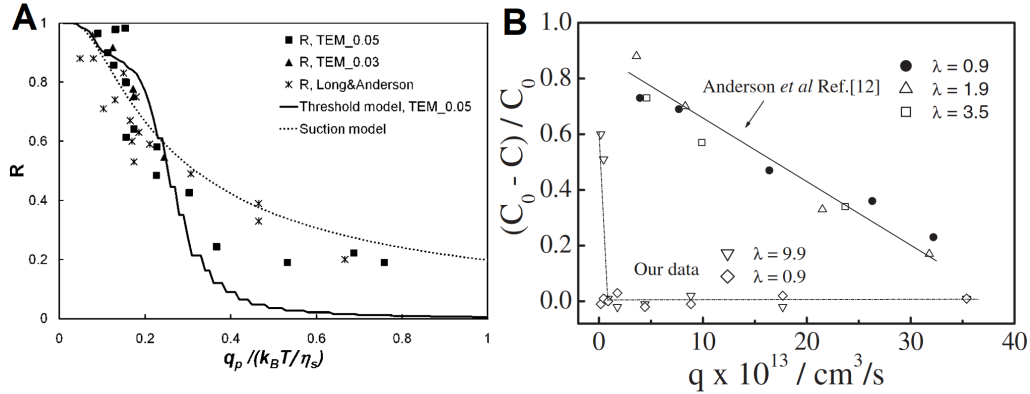 A
R
1
0.8
0.6
0.4
0.2
0
0
0.2
0.4
0.6
0.8
1
q_p /(k_BT/η_s)
R, TEM_0.05
R, TEM_0.03
R, Long&Anderson
Threshold model, TEM_0.05
Suction model
B
(C_0 - C) / C_0
1.0
0.8
0.6
0.4
0.2
0.0
0
10
20
30
40
q x 10^13 / cm^3/s
Anderson et al Ref.[12]
λ = 0.9
λ = 1.9
λ = 3.5
Our data
λ = 9.9
λ = 0.9